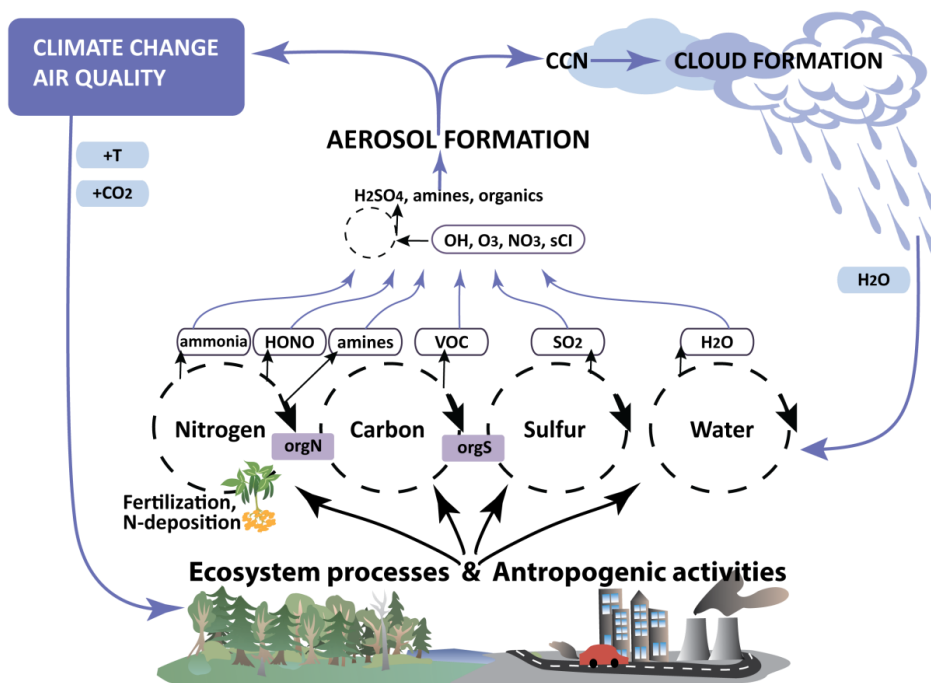 CLIMATE CHANGE
AIR QUALITY
CCN
CLOUD FORMATION
+T
+CO2
AEROSOL FORMATION
H2SO4, amines, organics
OH, O3, NO3, sCI
H2O
ammonia
HONO
amines
VOC
SO2
H2O
Nitrogen
Carbon
Sulfur
Water
orgN
orgS
Fertilization,
N-deposition
Ecosystem processes & Antropogenic activities